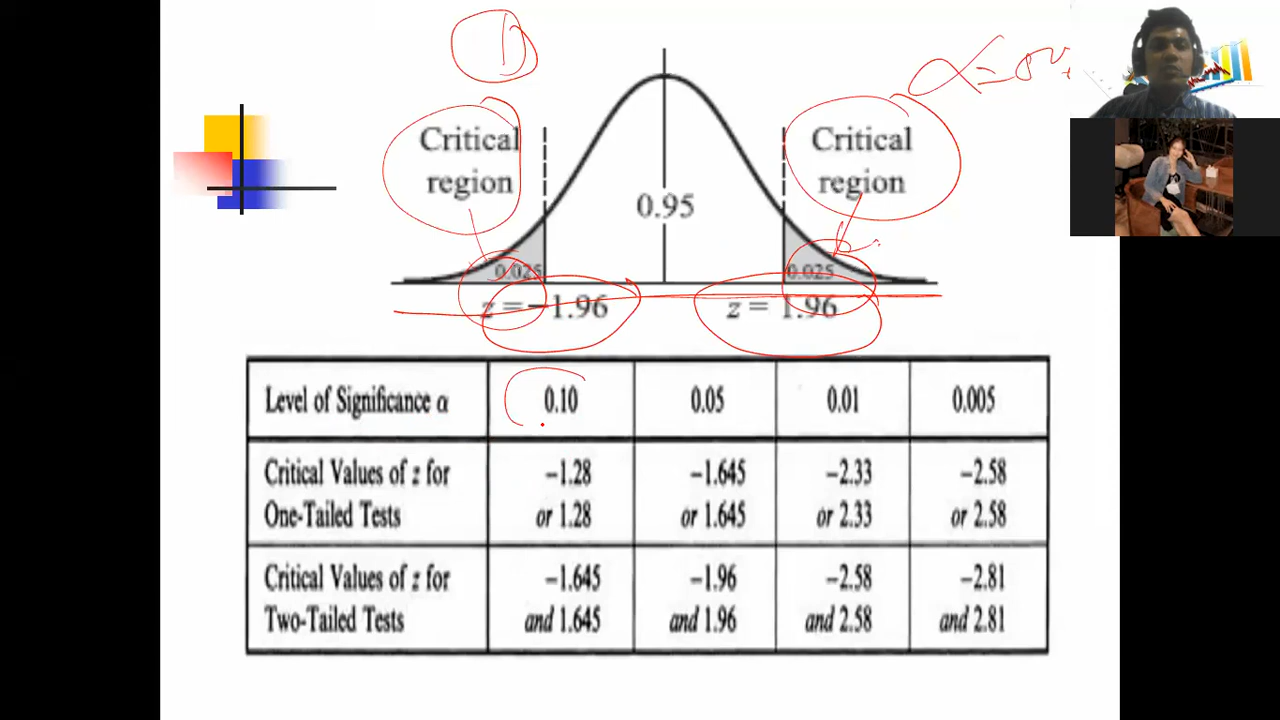 Critical region
Critical region
0.95
0.025
0.025
z = −1.96
z = 1.96
Level of Significance α 0.10 0.05 0.01 0.005
Critical Values of z for −1.28 −1.645 −2.33 −2.58
One-Tailed Tests or 1.28 or 1.645 or 2.33 or 2.58
Critical Values of z for −1.645 −1.96 −2.58 −2.81
Two-Tailed Tests and 1.645 and 1.96 and 2.58 and 2.81